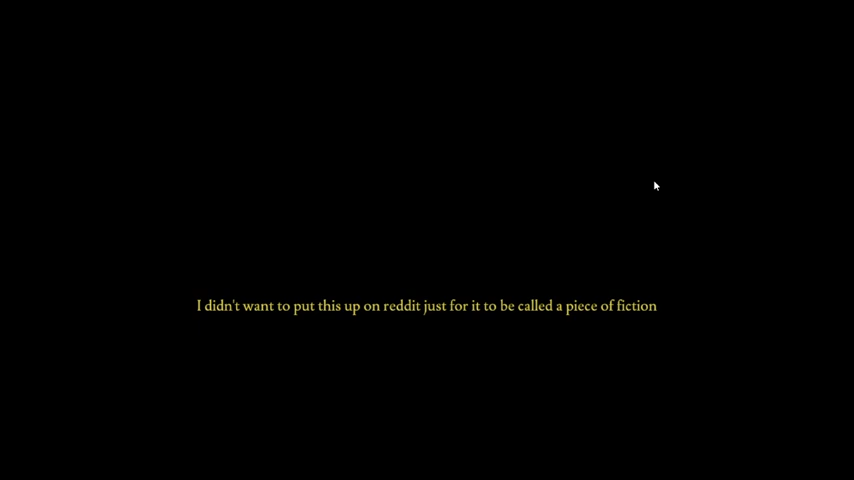 I didn't want to put this up on reddit just for it to be called a piece of fiction